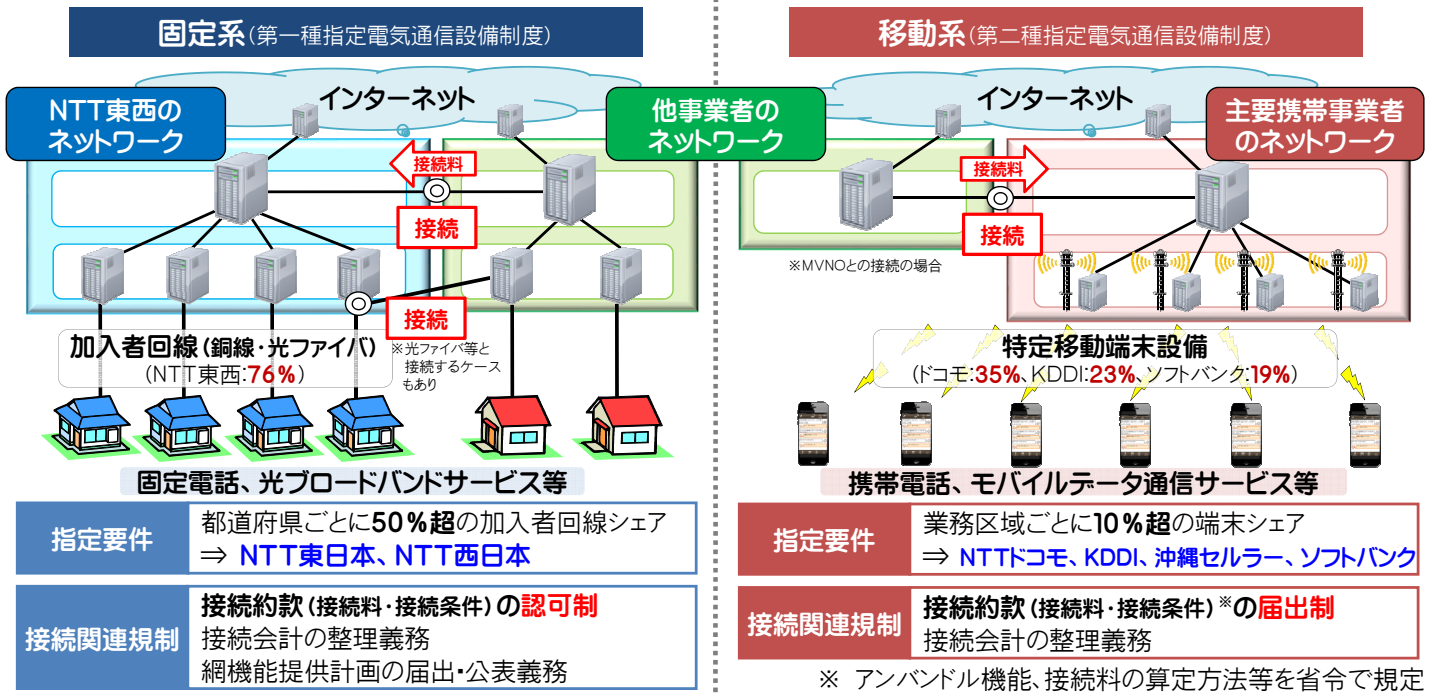 固定系(第一種指定電気通信設備制度)
インターネット
NTT東西の
ネットワーク
他事業者の
ネットワーク
接続料
接続
接続
加入者回線(銅線・光ファイバ)
(NTT東西:76%)
※光ファイバ等と
接続するケース
もあり
固定電話、光ブロードバンドサービス等
指定要件
都道府県ごとに50%超の加入者回線シェア
⇒ NTT東日本、NTT西日本
接続関連規制
接続約款(接続料・接続条件)の認可制
接続会計の整理義務
網機能提供計画の届出・公表義務
移動系(第二種指定電気通信設備制度)
インターネット
主要携帯事業者
のネットワーク
接続料
接続
※MVNOとの接続の場合
特定移動端末設備
(ドコモ:35%、KDDI:23%、ソフトバンク:19%)
携帯電話、モバイルデータ通信サービス等
指定要件
業務区域ごとに10%超の端末シェア
⇒ NTTドコモ、KDDI、沖縄セルラー、ソフトバンク
接続関連規制
接続約款(接続料・接続条件)※の届出制
接続会計の整理義務
※ アンバンドル機能、接続料の算定方法等を省令で規定